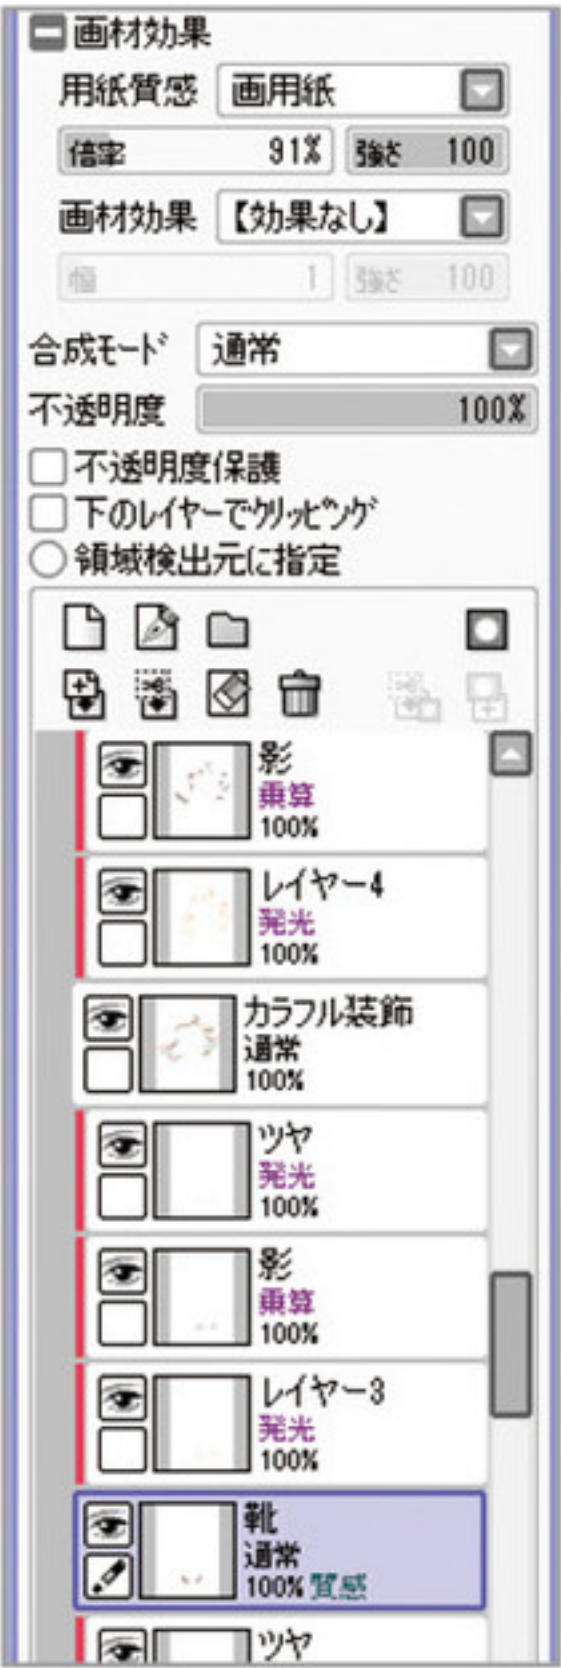 画材効果
用紙質感 画用紙
倍率 91% 強さ 100
画材効果 【効果なし】
幅 1 強さ 100
合成モード 通常
不透明度 100%
不透明度保護
下のレイヤーでクリッピング
領域検出元に指定
影
乗算
100%
レイヤー4
発光
100%
カラフル装飾
通常
100%
ツヤ
発光
100%
影
乗算
100%
レイヤー3
発光
100%
靴
通常
100% 質感
ツヤ